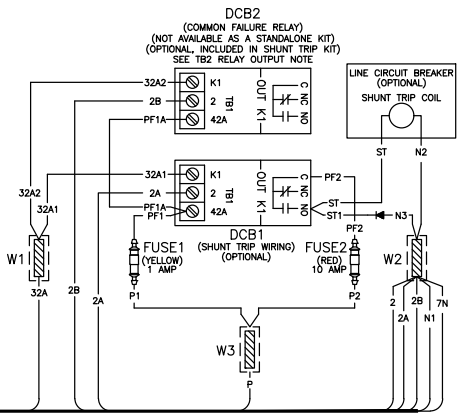 DCB2
(COMMON FAILURE RELAY)
(NOT AVAILABLE AS A STANDALONE KIT)
(OPTIONAL, INCLUDED IN SHUNT TRIP KIT)
SEE TB2 RELAY OUTPUT NOTE
32A2
K1
2B
2
PF1A
42A
TB1
OUT K1
C NC NO
LINE CIRCUIT BREAKER
(OPTIONAL)
SHUNT TRIP COIL
ST
N2
32A1
K1
2A
2
PF1A
PF1
42A
TB1
OUT K1
C NC NO
PF2
ST
ST1
N3
PF2
32A2
32A1
DCB1
(SHUNT TRIP WIRING)
(OPTIONAL)
FUSE1
(YELLOW)
1 AMP
FUSE2
(RED)
10 AMP
W1
W2
32A
2B
2A
P1
P2
2
2A
2B
N1
7N
W3
P